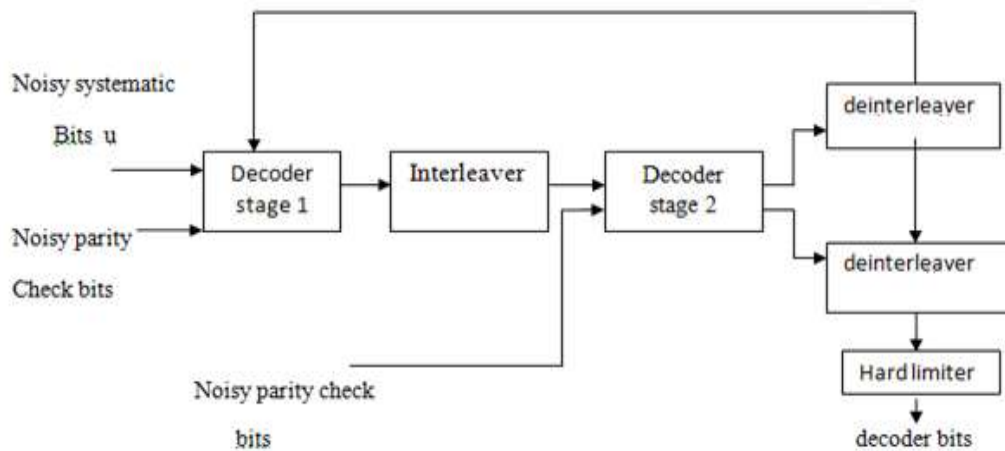 Noisy systematic
Bits u
Noisy parity
Check bits
Decoder
stage 1
Interleaver
Decoder
stage 2
deinterleaver
deinterleaver
Hard limiter
decoder bits
Noisy parity check
bits